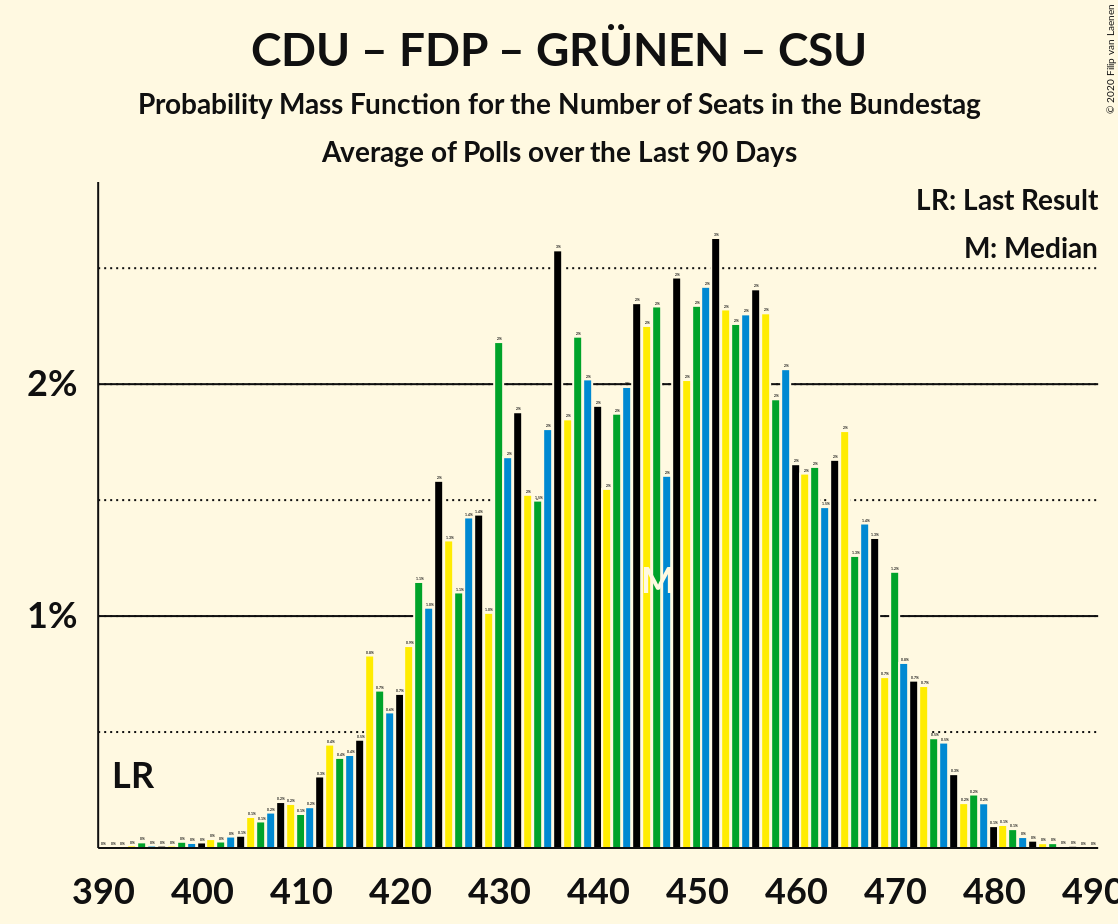 CDU – FDP – GRÜNEN – CSU
Probability Mass Function for the Number of Seats in the Bundestag
Average of Polls over the Last 90 Days
© 2020 Filip van Laenen
LR: Last Result
M: Median
2%
1%
LR
M
390 400 410 420 430 440 450 460 470 480 490